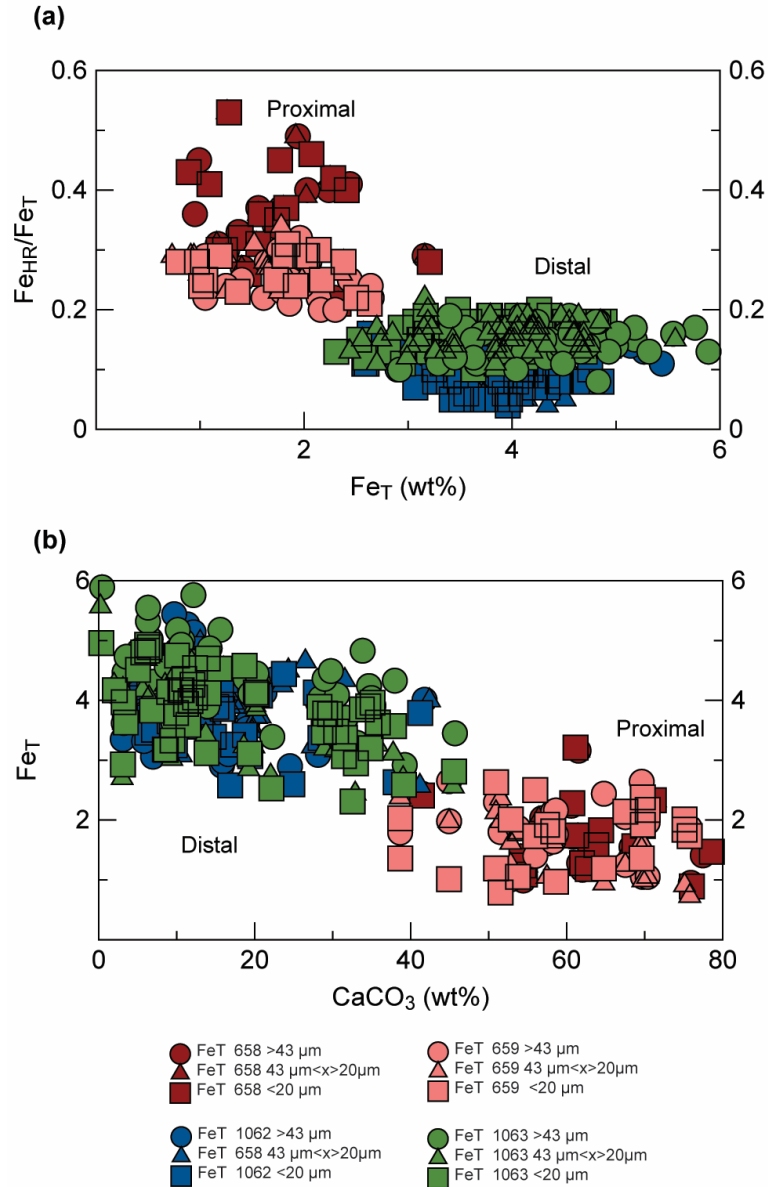 (a)
0.6 0.6
Proximal
0.4 0.4
FeHR/FeT
Distal
0.2 0.2
0 0
2 4 6
FeT (wt%)
(b)
6 6
4 4
Proximal
FeT
2 2
Distal
0 20 40 60 80
CaCO3 (wt%)
FeT 658 >43 µm
FeT 658 43 µm<x>20µm
FeT 658 <20 µm
FeT 659 >43 µm
FeT 659 43 µm<x>20µm
FeT 659 <20 µm
FeT 1062 >43 µm
FeT 658 43 µm<x>20µm
FeT 1062 <20 µm
FeT 1063 >43 µm
FeT 1063 43 µm<x>20µm
FeT 1063 <20 µm